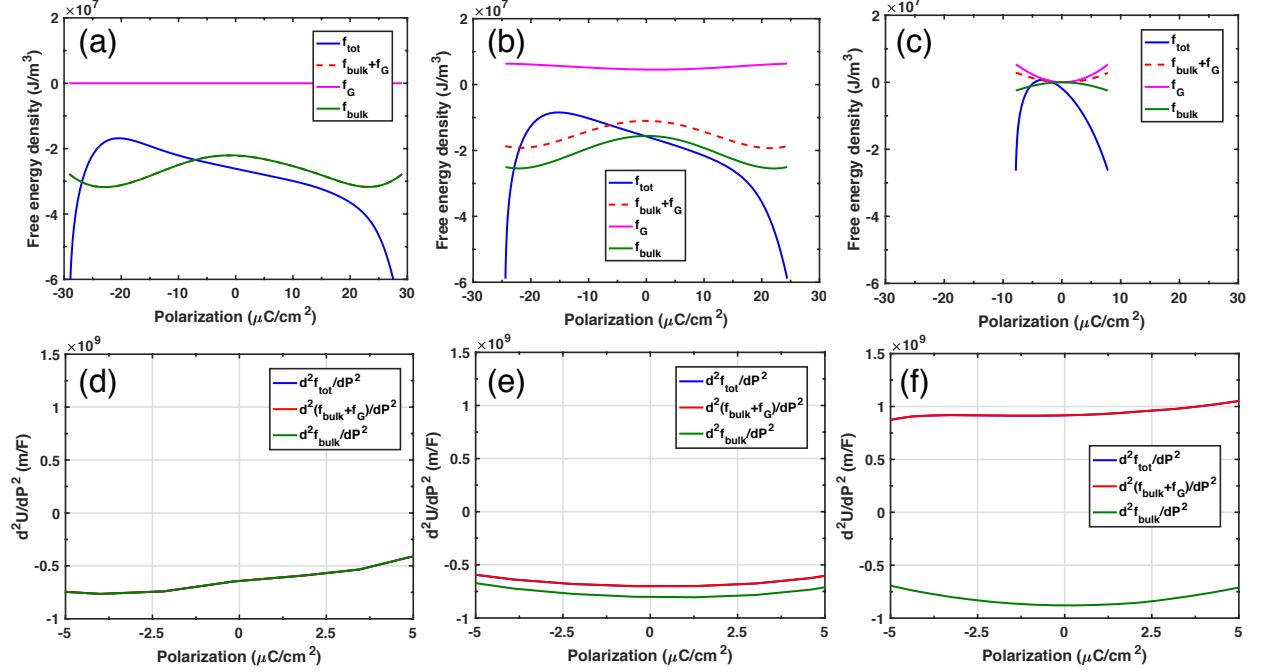 (a)
×10⁷
2
0
-2
-4
-6
-30
-20
-10
0
10
20
30
Free energy density (J/m³)
Polarization (μC/cm²)
f_tot
f_bulk+f_G
f_G
f_bulk
(b)
×10⁷
2
0
-2
-4
-6
-30
-20
-10
0
10
20
30
Free energy density (J/m³)
Polarization (μC/cm²)
f_tot
f_bulk+f_G
f_G
f_bulk
(c)
×10⁷
2
0
-2
-4
-6
-30
-20
-10
0
10
20
30
Free energy density (J/m³)
Polarization (μC/cm²)
f_tot
f_bulk+f_G
f_G
f_bulk
(d)
×10⁹
1.5
1
0.5
0
-0.5
-1
-5
-2.5
0
2.5
5
d²U/dP² (m/F)
Polarization (μC/cm²)
d²f_tot/dP²
d²(f_bulk+f_G)/dP²
d²f_bulk/dP²
(e)
×10⁹
1.5
1
0.5
0
-0.5
-1
-5
-2.5
0
2.5
5
d²U/dP² (m/F)
Polarization (μC/cm²)
d²f_tot/dP²
d²(f_bulk+f_G)/dP²
d²f_bulk/dP²
(f)
×10⁹
1.5
1
0.5
0
-0.5
-1
-5
-2.5
0
2.5
5
d²U/dP² (m/F)
Polarization (μC/cm²)
d²f_tot/dP²
d²(f_bulk+f_G)/dP²
d²f_bulk/dP²